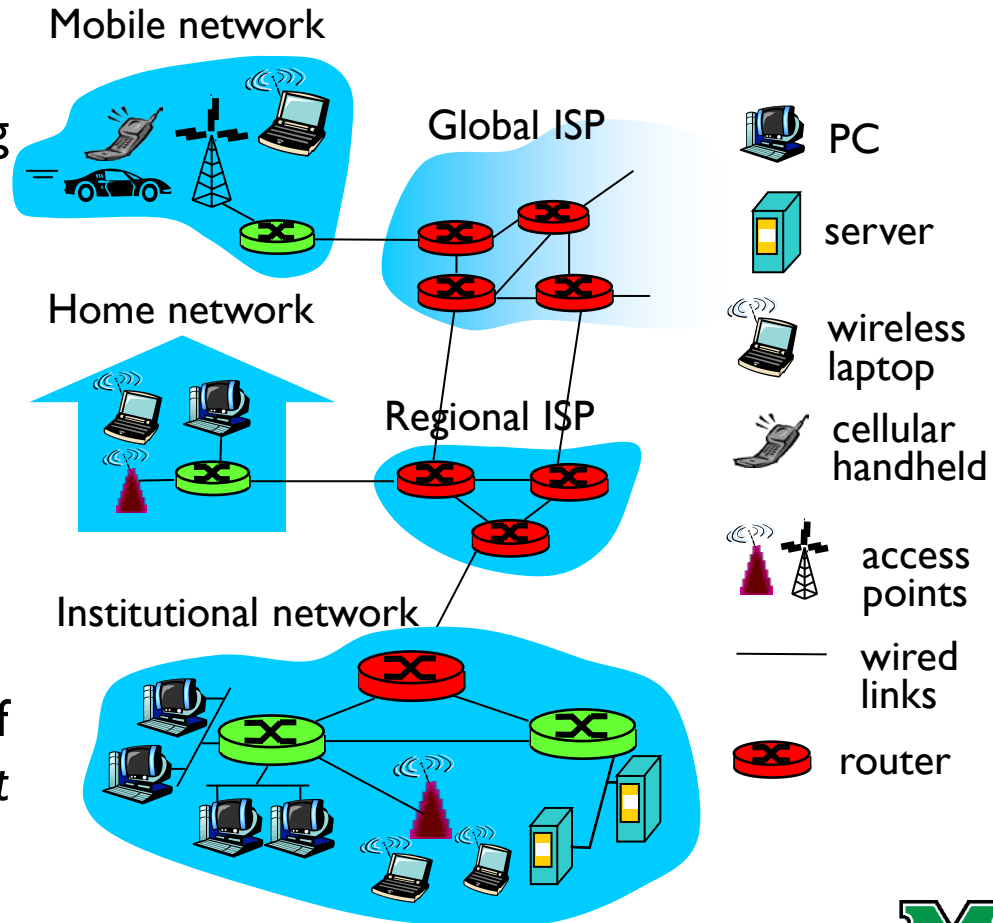 Mobile network
g
Global ISP
PC
server
Home network
wireless
laptop
Regional ISP
cellular
handheld
access
points
Institutional network
wired
links
f
t
router